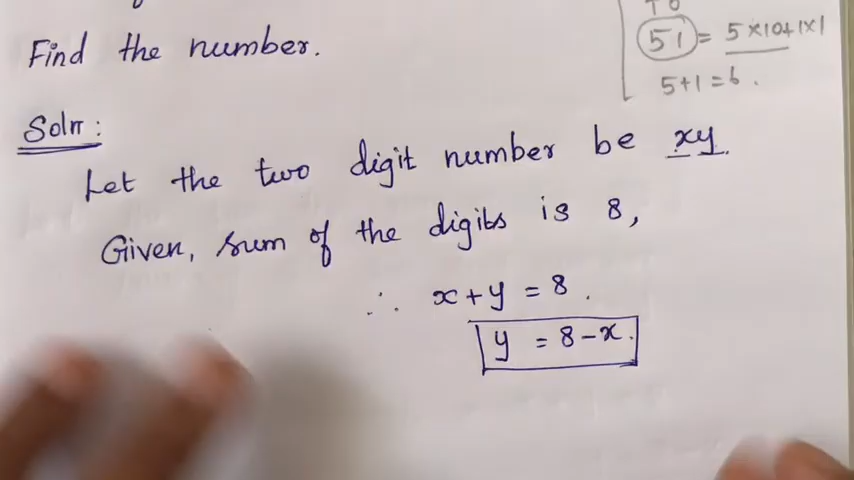 Find the number.
T O
51 = 5×10+1×1
5+1=6.
Soln:
Let the two digit number be xy.
Given, sum of the digits is 8,
∴ x+y = 8.
y = 8-x.